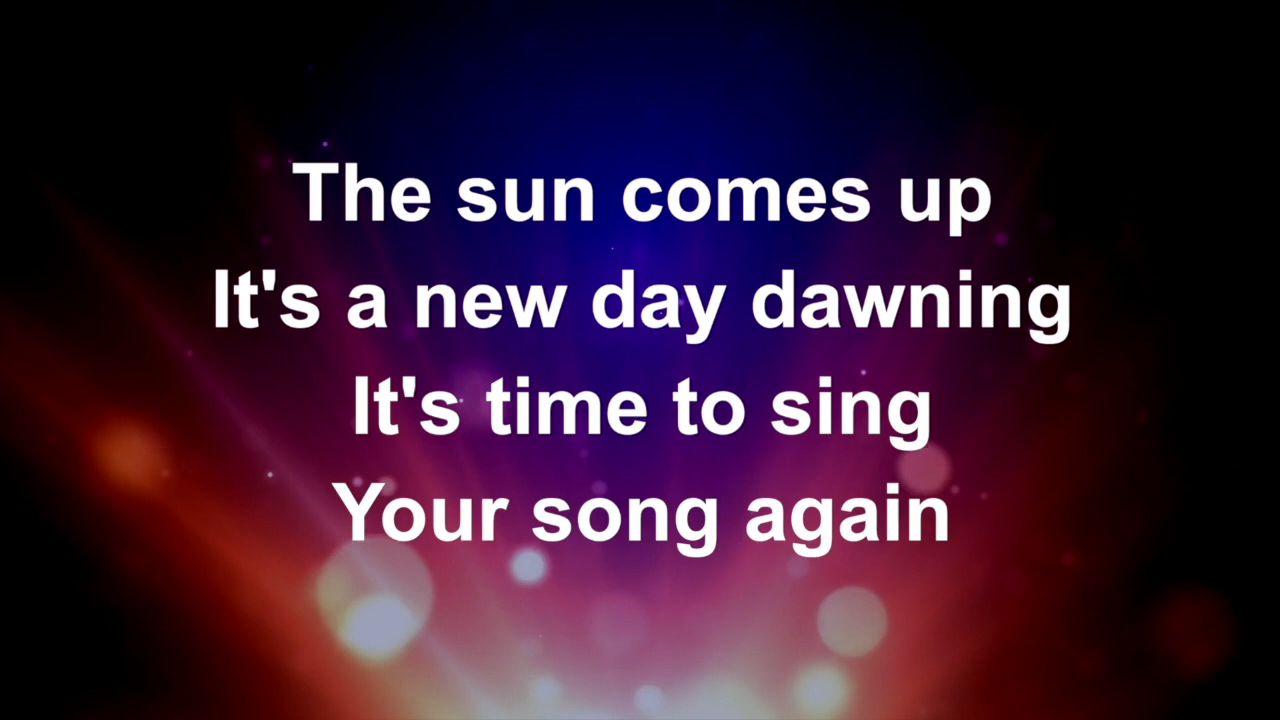 The sun comes up
It's a new day dawning
It's time to sing
Your song again